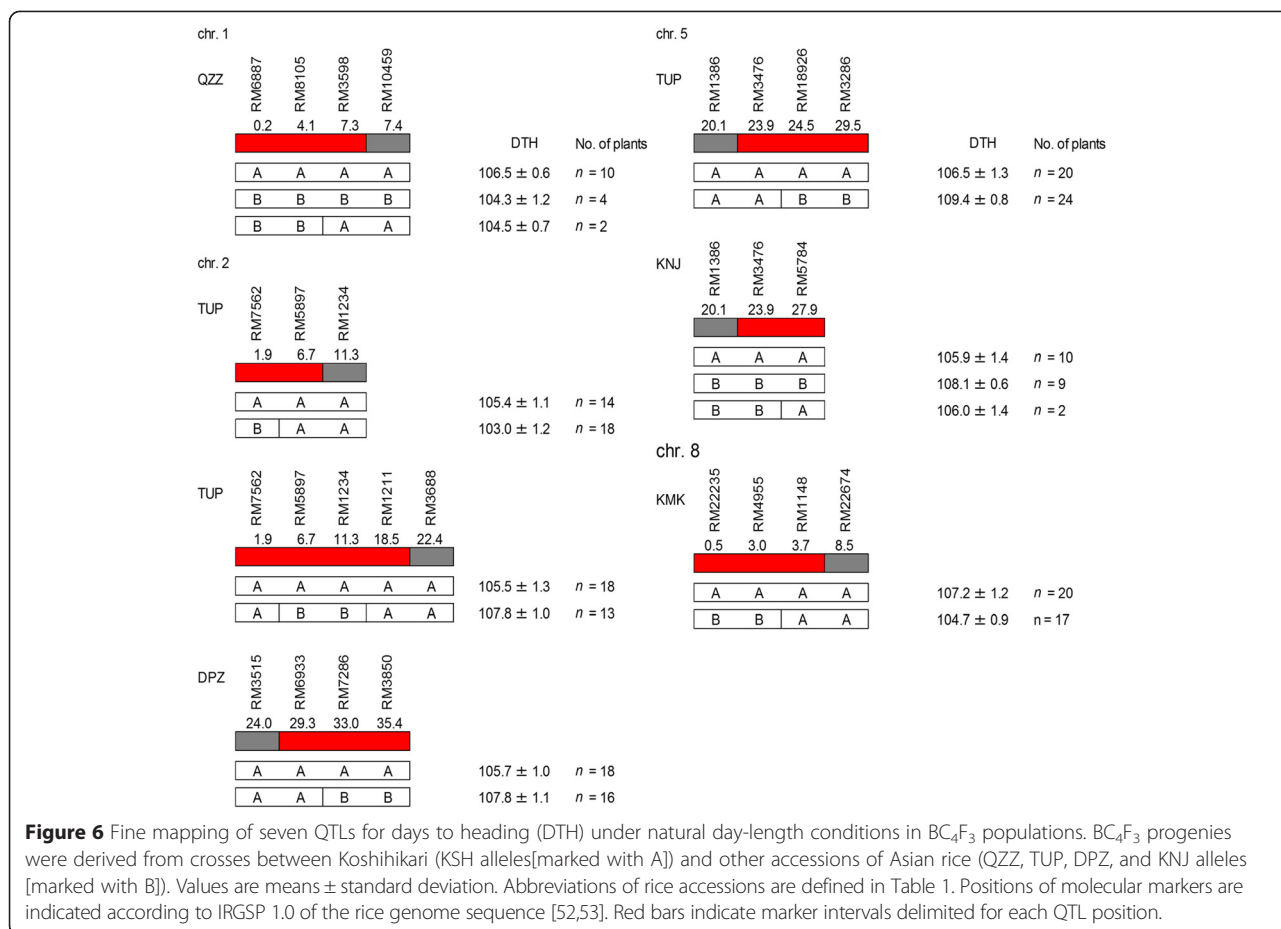 chr. 1
QZZ
RM6887 RM8105 RM3598 RM10459
0.2 4.1 7.3 7.4
DTH No. of plants
A A A A 106.5 ± 0.6 n = 10
B B B B 104.3 ± 1.2 n = 4
B B A A 104.5 ± 0.7 n = 2
chr. 2
TUP
RM7562 RM5897 RM1234
1.9 6.7 11.3
A A A 105.4 ± 1.1 n = 14
B A A 103.0 ± 1.2 n = 18
TUP
RM7562 RM5897 RM1234 RM1211 RM3688
1.9 6.7 11.3 18.5 22.4
A A A A A 105.5 ± 1.3 n = 18
A B B A A 107.8 ± 1.0 n = 13
DPZ
RM3515 RM6933 RM7286 RM3850
24.0 29.3 33.0 35.4
A A A A 105.7 ± 1.0 n = 18
A A B B 107.8 ± 1.1 n = 16
chr. 5
TUP
RM1386 RM3476 RM18926 RM3286
20.1 23.9 24.5 29.5
DTH No. of plants
A A A A 106.5 ± 1.3 n = 20
A A B B 109.4 ± 0.8 n = 24
KNJ
RM1386 RM3476 RM5784
20.1 23.9 27.9
A A A 105.9 ± 1.4 n = 10
B B B 108.1 ± 0.6 n = 9
B B A 106.0 ± 1.4 n = 2
chr. 8
KMK
RM22235 RM4955 RM1148 RM22674
0.5 3.0 3.7 8.5
A A A A 107.2 ± 1.2 n = 20
B B A A 104.7 ± 0.9 n = 17
Figure 6 Fine mapping of seven QTLs for days to heading (DTH) under natural day-length conditions in BC₄F₃ populations. BC₄F₃ progenies
were derived from crosses between Koshihikari (KSH alleles[marked with A]) and other accessions of Asian rice (QZZ, TUP, DPZ, and KNJ alleles
[marked with B]). Values are means ± standard deviation. Abbreviations of rice accessions are defined in Table 1. Positions of molecular markers are
indicated according to IRGSP 1.0 of the rice genome sequence [52,53]. Red bars indicate marker intervals delimited for each QTL position.